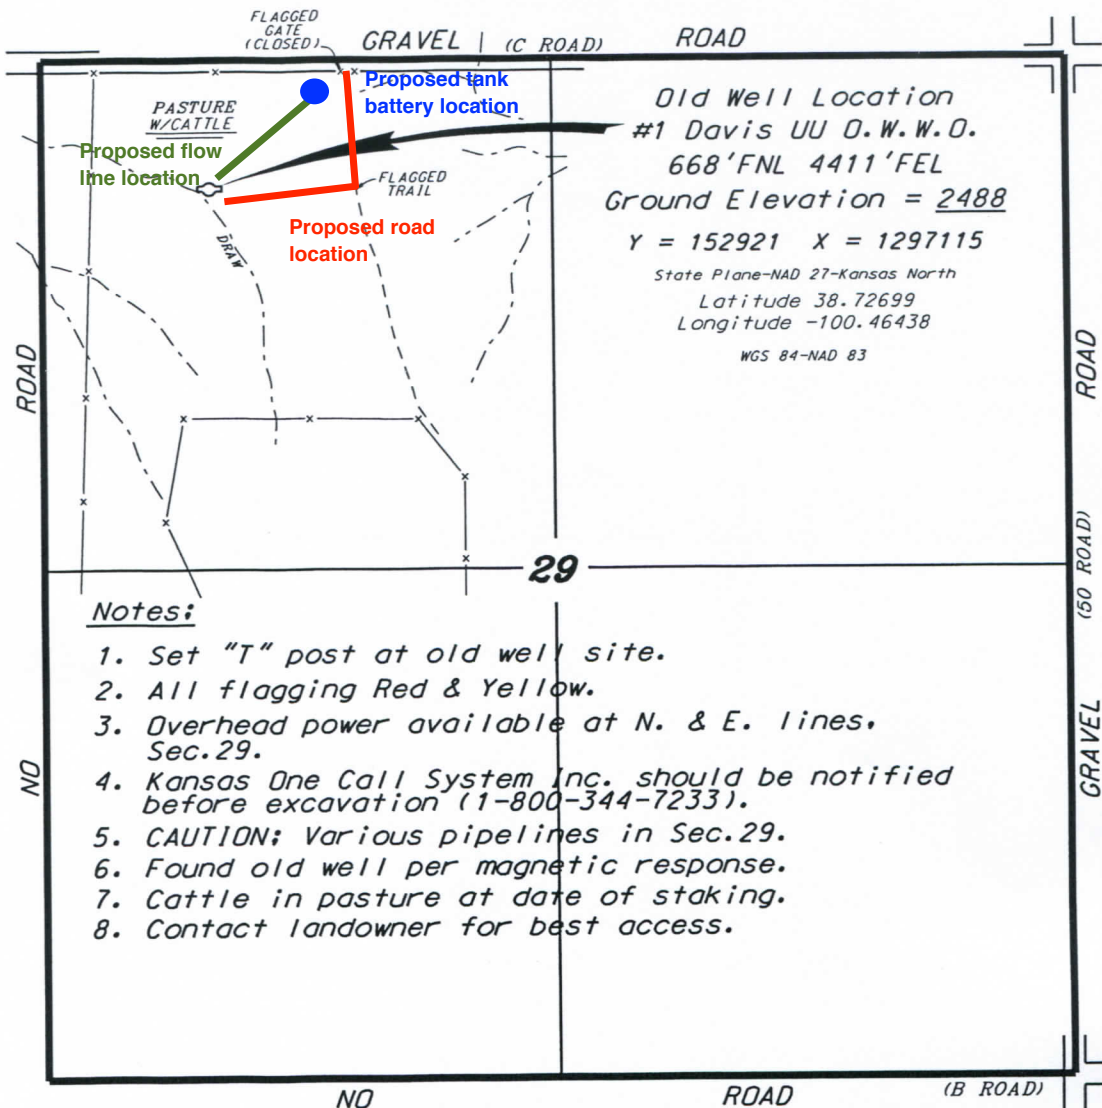 FLAGGED
GATE
(CLOSED)
GRAVEL (C ROAD) ROAD
Proposed tank
battery location
PASTURE
W/CATTLE
Proposed flow
line location
FLAGGED
TRAIL
Proposed road
location
DRAW
Old Well Location
#1 Davis UU O.W.W.O.
668'FNL 4411'FEL
Ground Elevation = 2488
Y = 152921 X = 1297115
State Plane-NAD 27-Kansas North
Latitude 38.72699
Longitude -100.46438
WGS 84-NAD 83
ROAD
ROAD
29
(50 ROAD)
Notes:
1. Set "T" post at old well site.
2. All flagging Red & Yellow.
3. Overhead power available at N. & E. lines,
Sec.29.
4. Kansas One Call System Inc. should be notified
before excavation (1-800-344-7233).
5. CAUTION: Various pipelines in Sec.29.
6. Found old well per magnetic response.
7. Cattle in pasture at date of staking.
8. Contact landowner for best access.
NO
GRAVEL
NO ROAD (B ROAD)